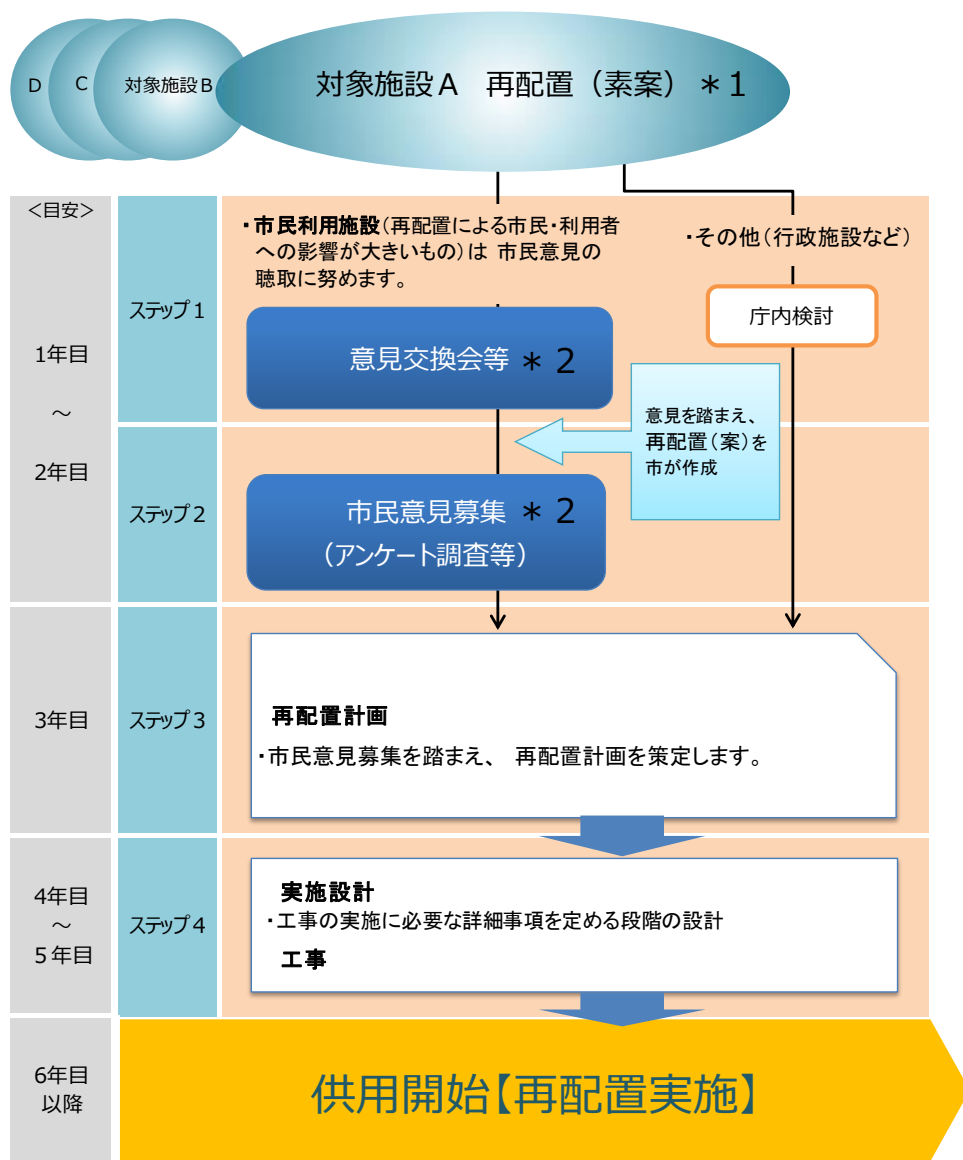 D
C
対象施設B
対象施設A 再配置（素案）＊1
＜目安＞
1年目
～
2年目
ステップ1
・市民利用施設(再配置による市民・利用者
への影響が大きいもの)は 市民意見の
聴取に努めます。
・その他(行政施設など)
庁内検討
意見交換会等 ＊2
意見を踏まえ、
再配置(案)を
市が作成
ステップ2
市民意見募集 ＊2
（アンケート調査等）
3年目
ステップ3
再配置計画
・市民意見募集を踏まえ、 再配置計画を策定します。
4年目
～
5年目
ステップ4
実施設計
・工事の実施に必要な詳細事項を定める段階の設計
工事
6年目
以降
供用開始【再配置実施】